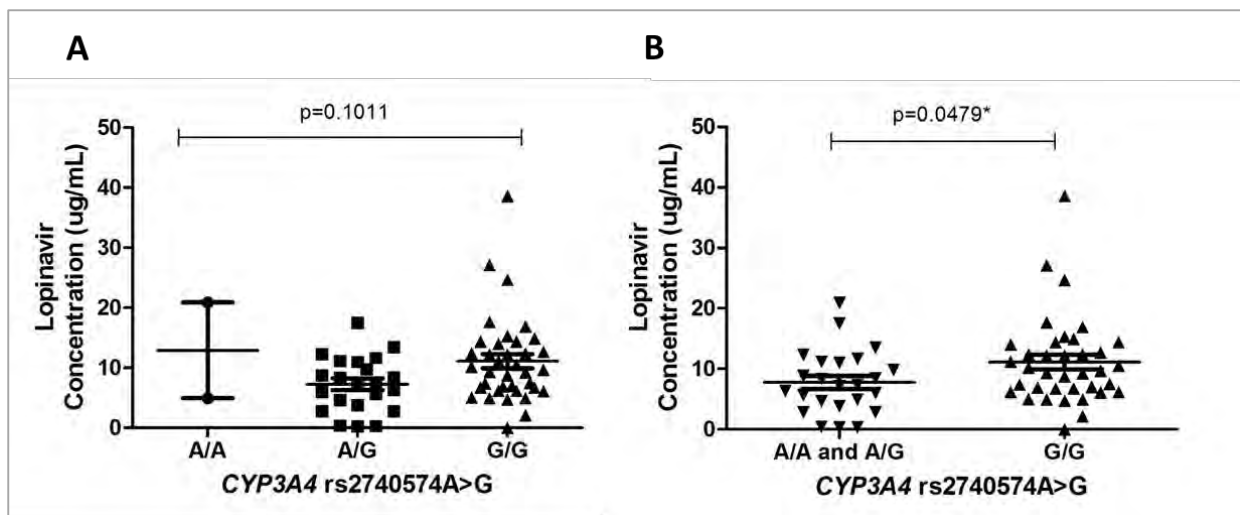 A
p=0.1011
50
40
30
20
10
0
Lopinavir
Concentration (ug/mL)
A/A A/G G/G
CYP3A4 rs2740574A>G
B
p=0.0479*
50
40
30
20
10
0
Lopinavir
Concentration (ug/mL)
A/A and A/G G/G
CYP3A4 rs2740574A>G